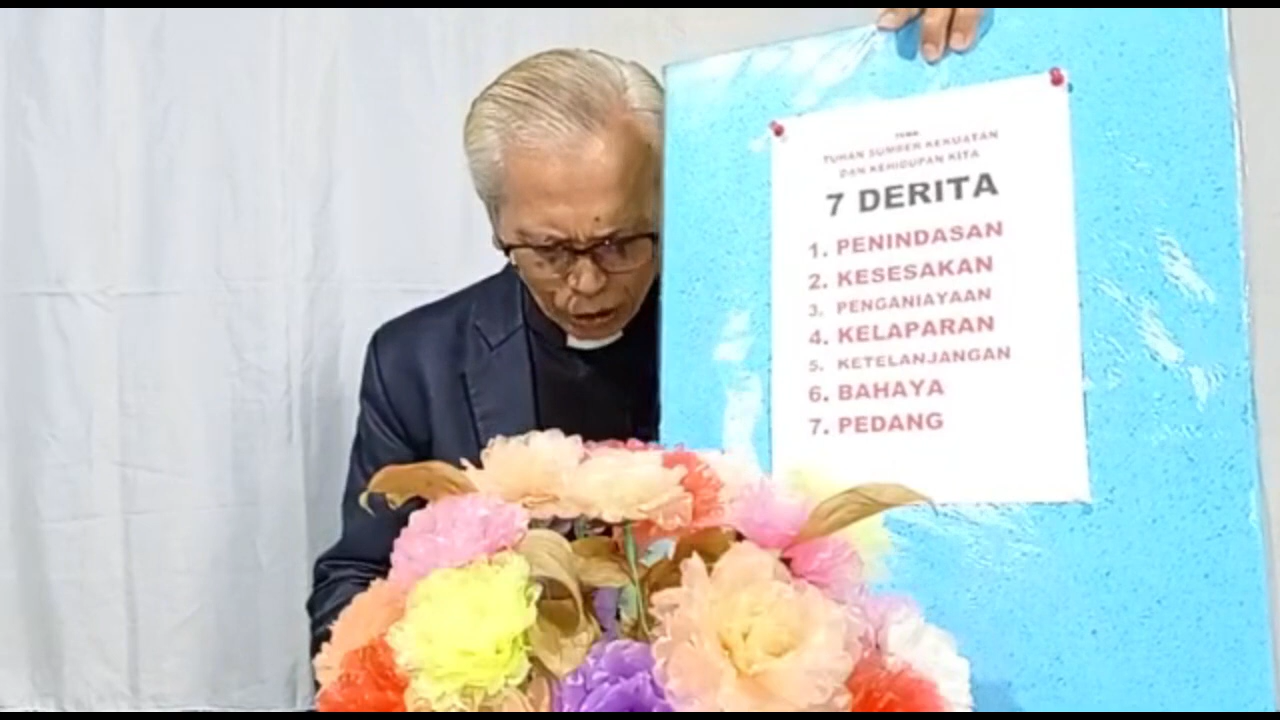 TEMA
TUHAN SUMBER KEKUATAN
DAN KEHIDUPAN KITA
7 DERITA
1. PENINDASAN
2. KESESAKAN
3. PENGANIAYAAN
4. KELAPARAN
5. KETELANJANGAN
6. BAHAYA
7. PEDANG